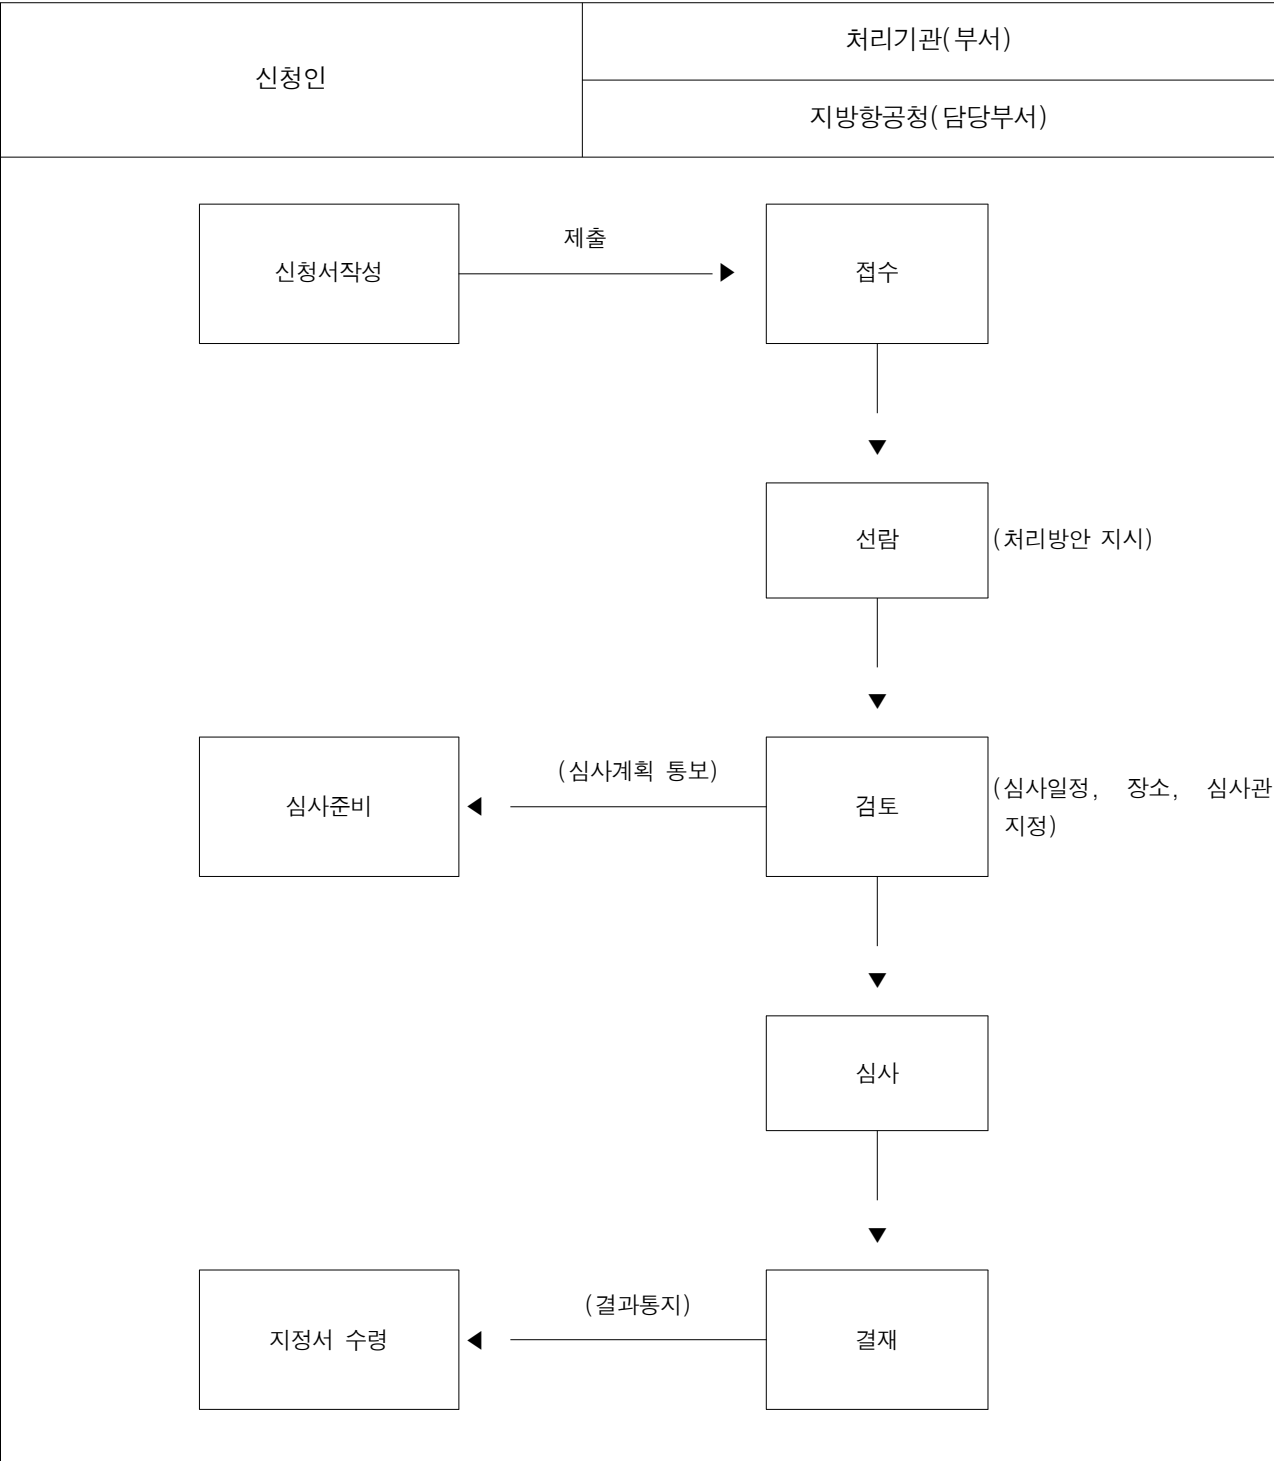 신청인
처리기관(부서)
지방항공청(담당부서)
신청서작성
제출
접수
선람
(처리방안 지시)
심사준비
(심사계획 통보)
검토
(심사일정, 장소, 심사관
지정)
심사
지정서 수령
(결과통지)
결재